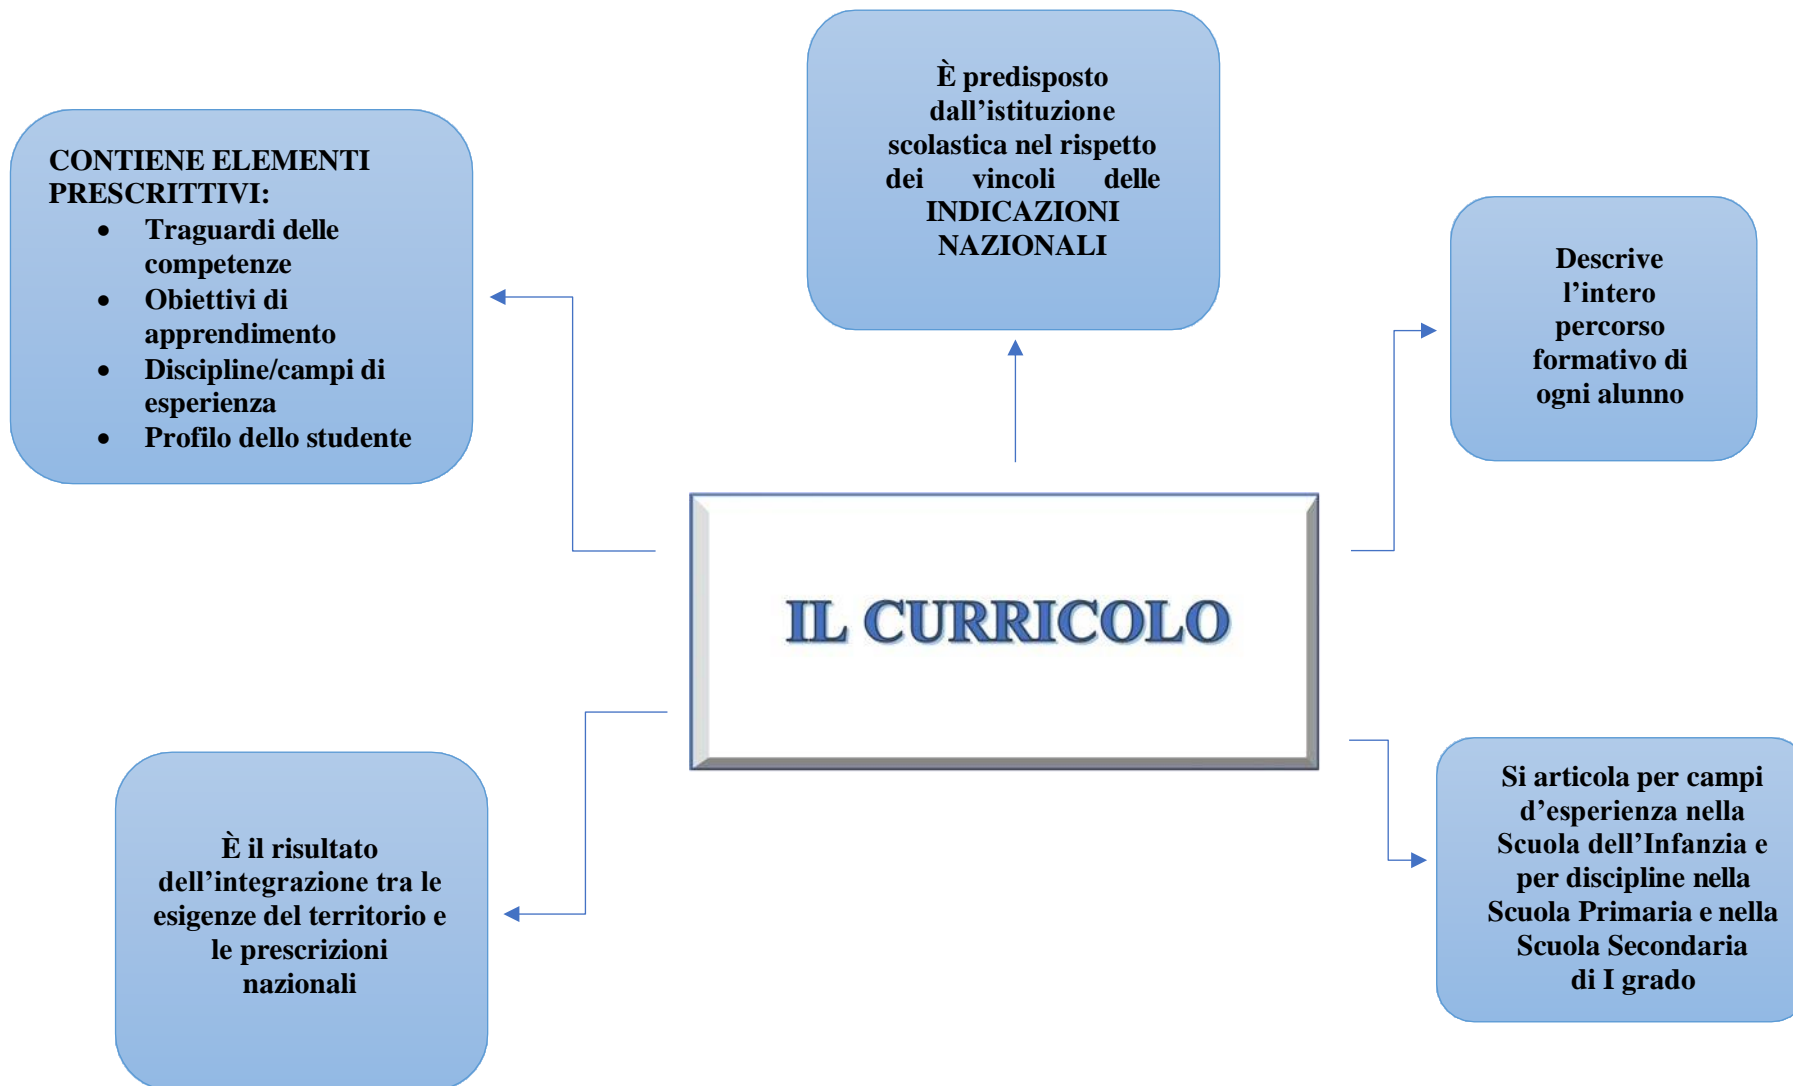 È predisposto
dall’istituzione
scolastica nel rispetto
dei vincoli delle
INDICAZIONI
NAZIONALI
CONTIENE ELEMENTI
PRESCRITTIVI:
• Traguardi delle
competenze
• Obiettivi di
apprendimento
• Discipline/campi di
esperienza
• Profilo dello studente
Descrive
l’intero
percorso
formativo di
ogni alunno
IL CURRICOLO
È il risultato
dell’integrazione tra le
esigenze del territorio e
le prescrizioni
nazionali
Si articola per campi
d’esperienza nella
Scuola dell’Infanzia e
per discipline nella
Scuola Primaria e nella
Scuola Secondaria
di I grado